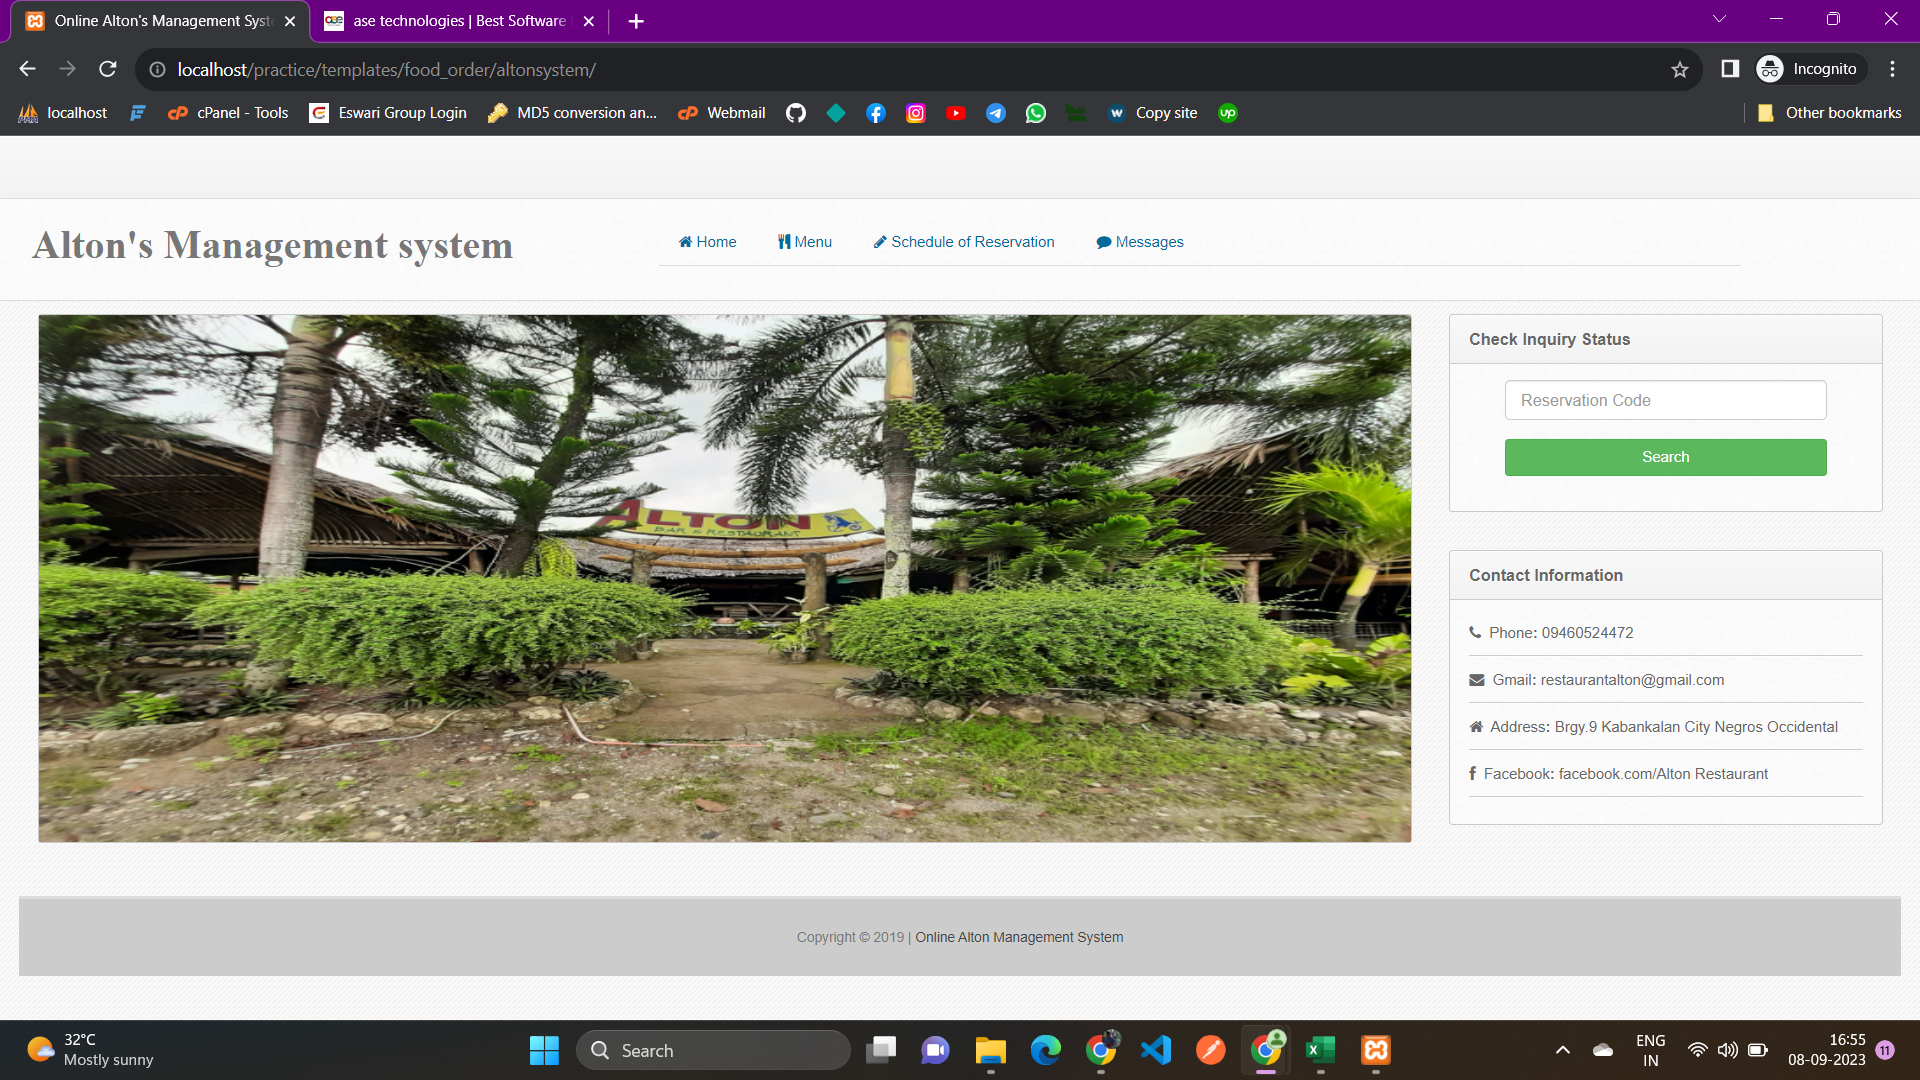 Online Alton's Management Syst
ase technologies | Best Software
localhost/practice/templates/food_order/altonsystem/
Incognito
localhost
cPanel - Tools
Eswari Group Login
MD5 conversion an...
Webmail
Copy site
Other bookmarks
Alton's Management system
Home
Menu
Schedule of Reservation
Messages
ALTON
BAR & RESTAURANT
Check Inquiry Status
Reservation Code
Search
Contact Information
Phone: 09460524472
Gmail: restaurantalton@gmail.com
Address: Brgy.9 Kabankalan City Negros Occidental
Facebook: facebook.com/Alton Restaurant
Copyright © 2019 | Online Alton Management System
32°C
Mostly sunny
Search
ENG
IN
16:55
08-09-2023
11